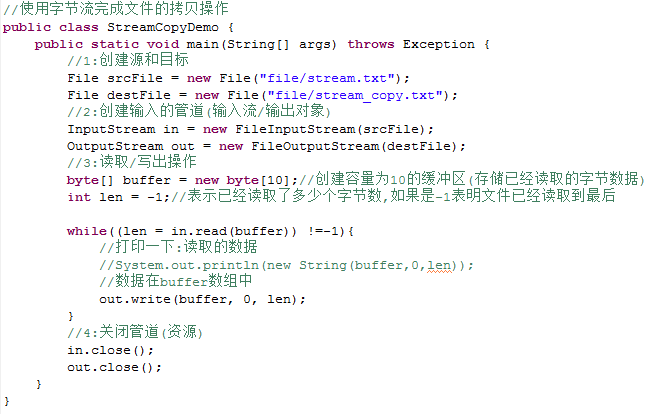 //使用字节流完成文件的拷贝操作
public class StreamCopyDemo {
    public static void main(String[] args) throws Exception {
        //1:创建源和目标
        File srcFile = new File("file/stream.txt");
        File destFile = new File("file/stream_copy.txt");
        //2:创建输入的管道(输入流/输出对象)
        InputStream in = new FileInputStream(srcFile);
        OutputStream out = new FileOutputStream(destFile);
        //3:读取/写出操作
        byte[] buffer = new byte[10];//创建容量为10的缓冲区(存储已经读取的字节数据)
        int len = -1;//表示已经读取了多少个字节数,如果是-1表明文件已经读取到最后

        while((len = in.read(buffer)) !=-1){
            //打印一下:读取的数据
            //System.out.println(new String(buffer,0,len));
            //数据在buffer数组中
            out.write(buffer, 0, len);
        }
        //4:关闭管道(资源)
        in.close();
        out.close();
    }
}